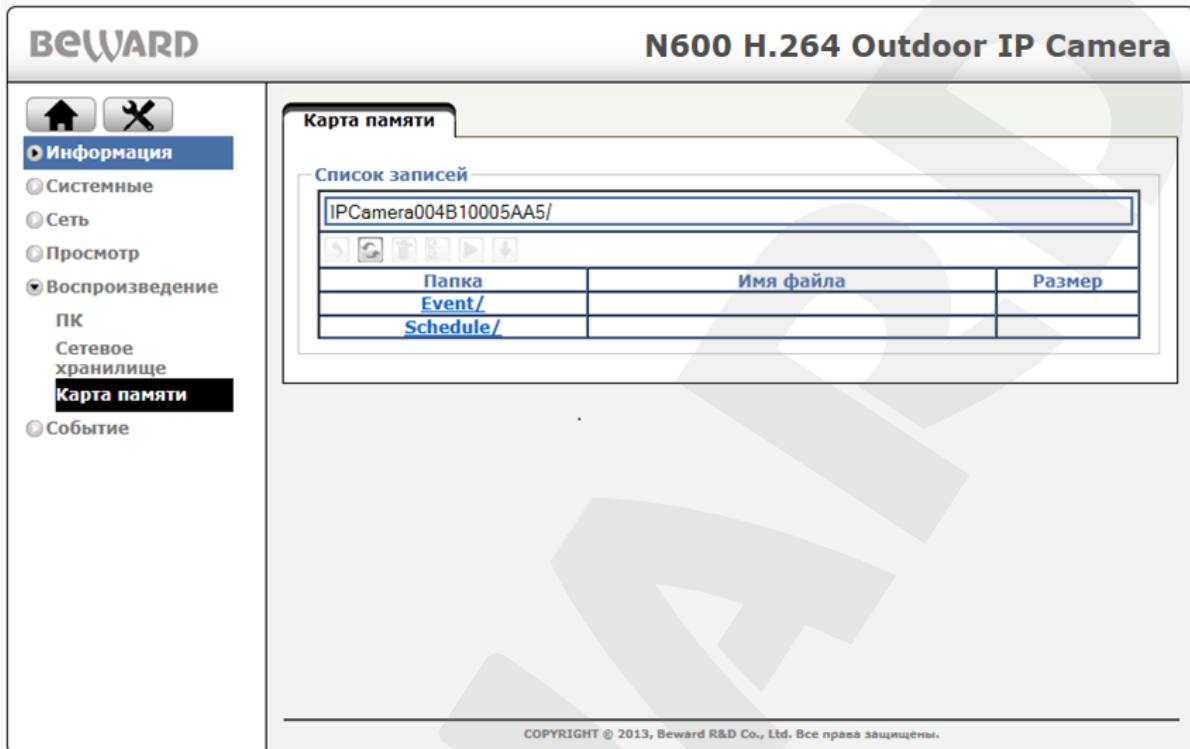 BEWARD
N600 H.264 Outdoor IP Camera
Информация
Системные
Сеть
Просмотр
Воспроизведение
ПК
Сетевое
хранилище
Карта памяти
Событие
Карта памяти
Список записей
IPCamera004B10005AA5/
Папка Имя файла Размер
Event/
Schedule/
COPYRIGHT © 2013, Beward R&D Co., Ltd. Все права защищены.